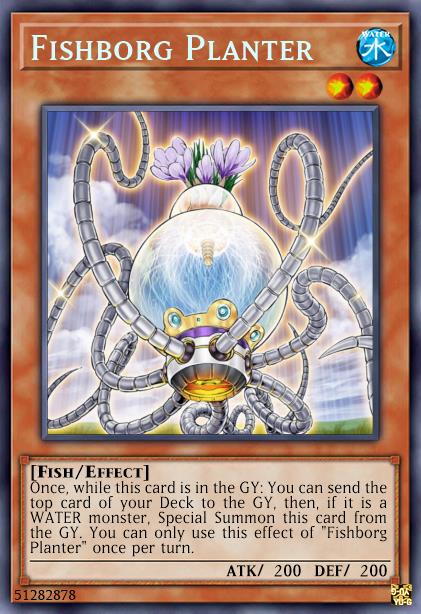 Fishborg Planter
WATER
水
[Fish/Effect]
Once, while this card is in the GY: You can send the
top card of your Deck to the GY, then, if it is a
WATER monster, Special Summon this card from
the GY. You can only use this effect of "Fishborg
Planter" once per turn.
ATK/ 200 DEF/ 200
51282878